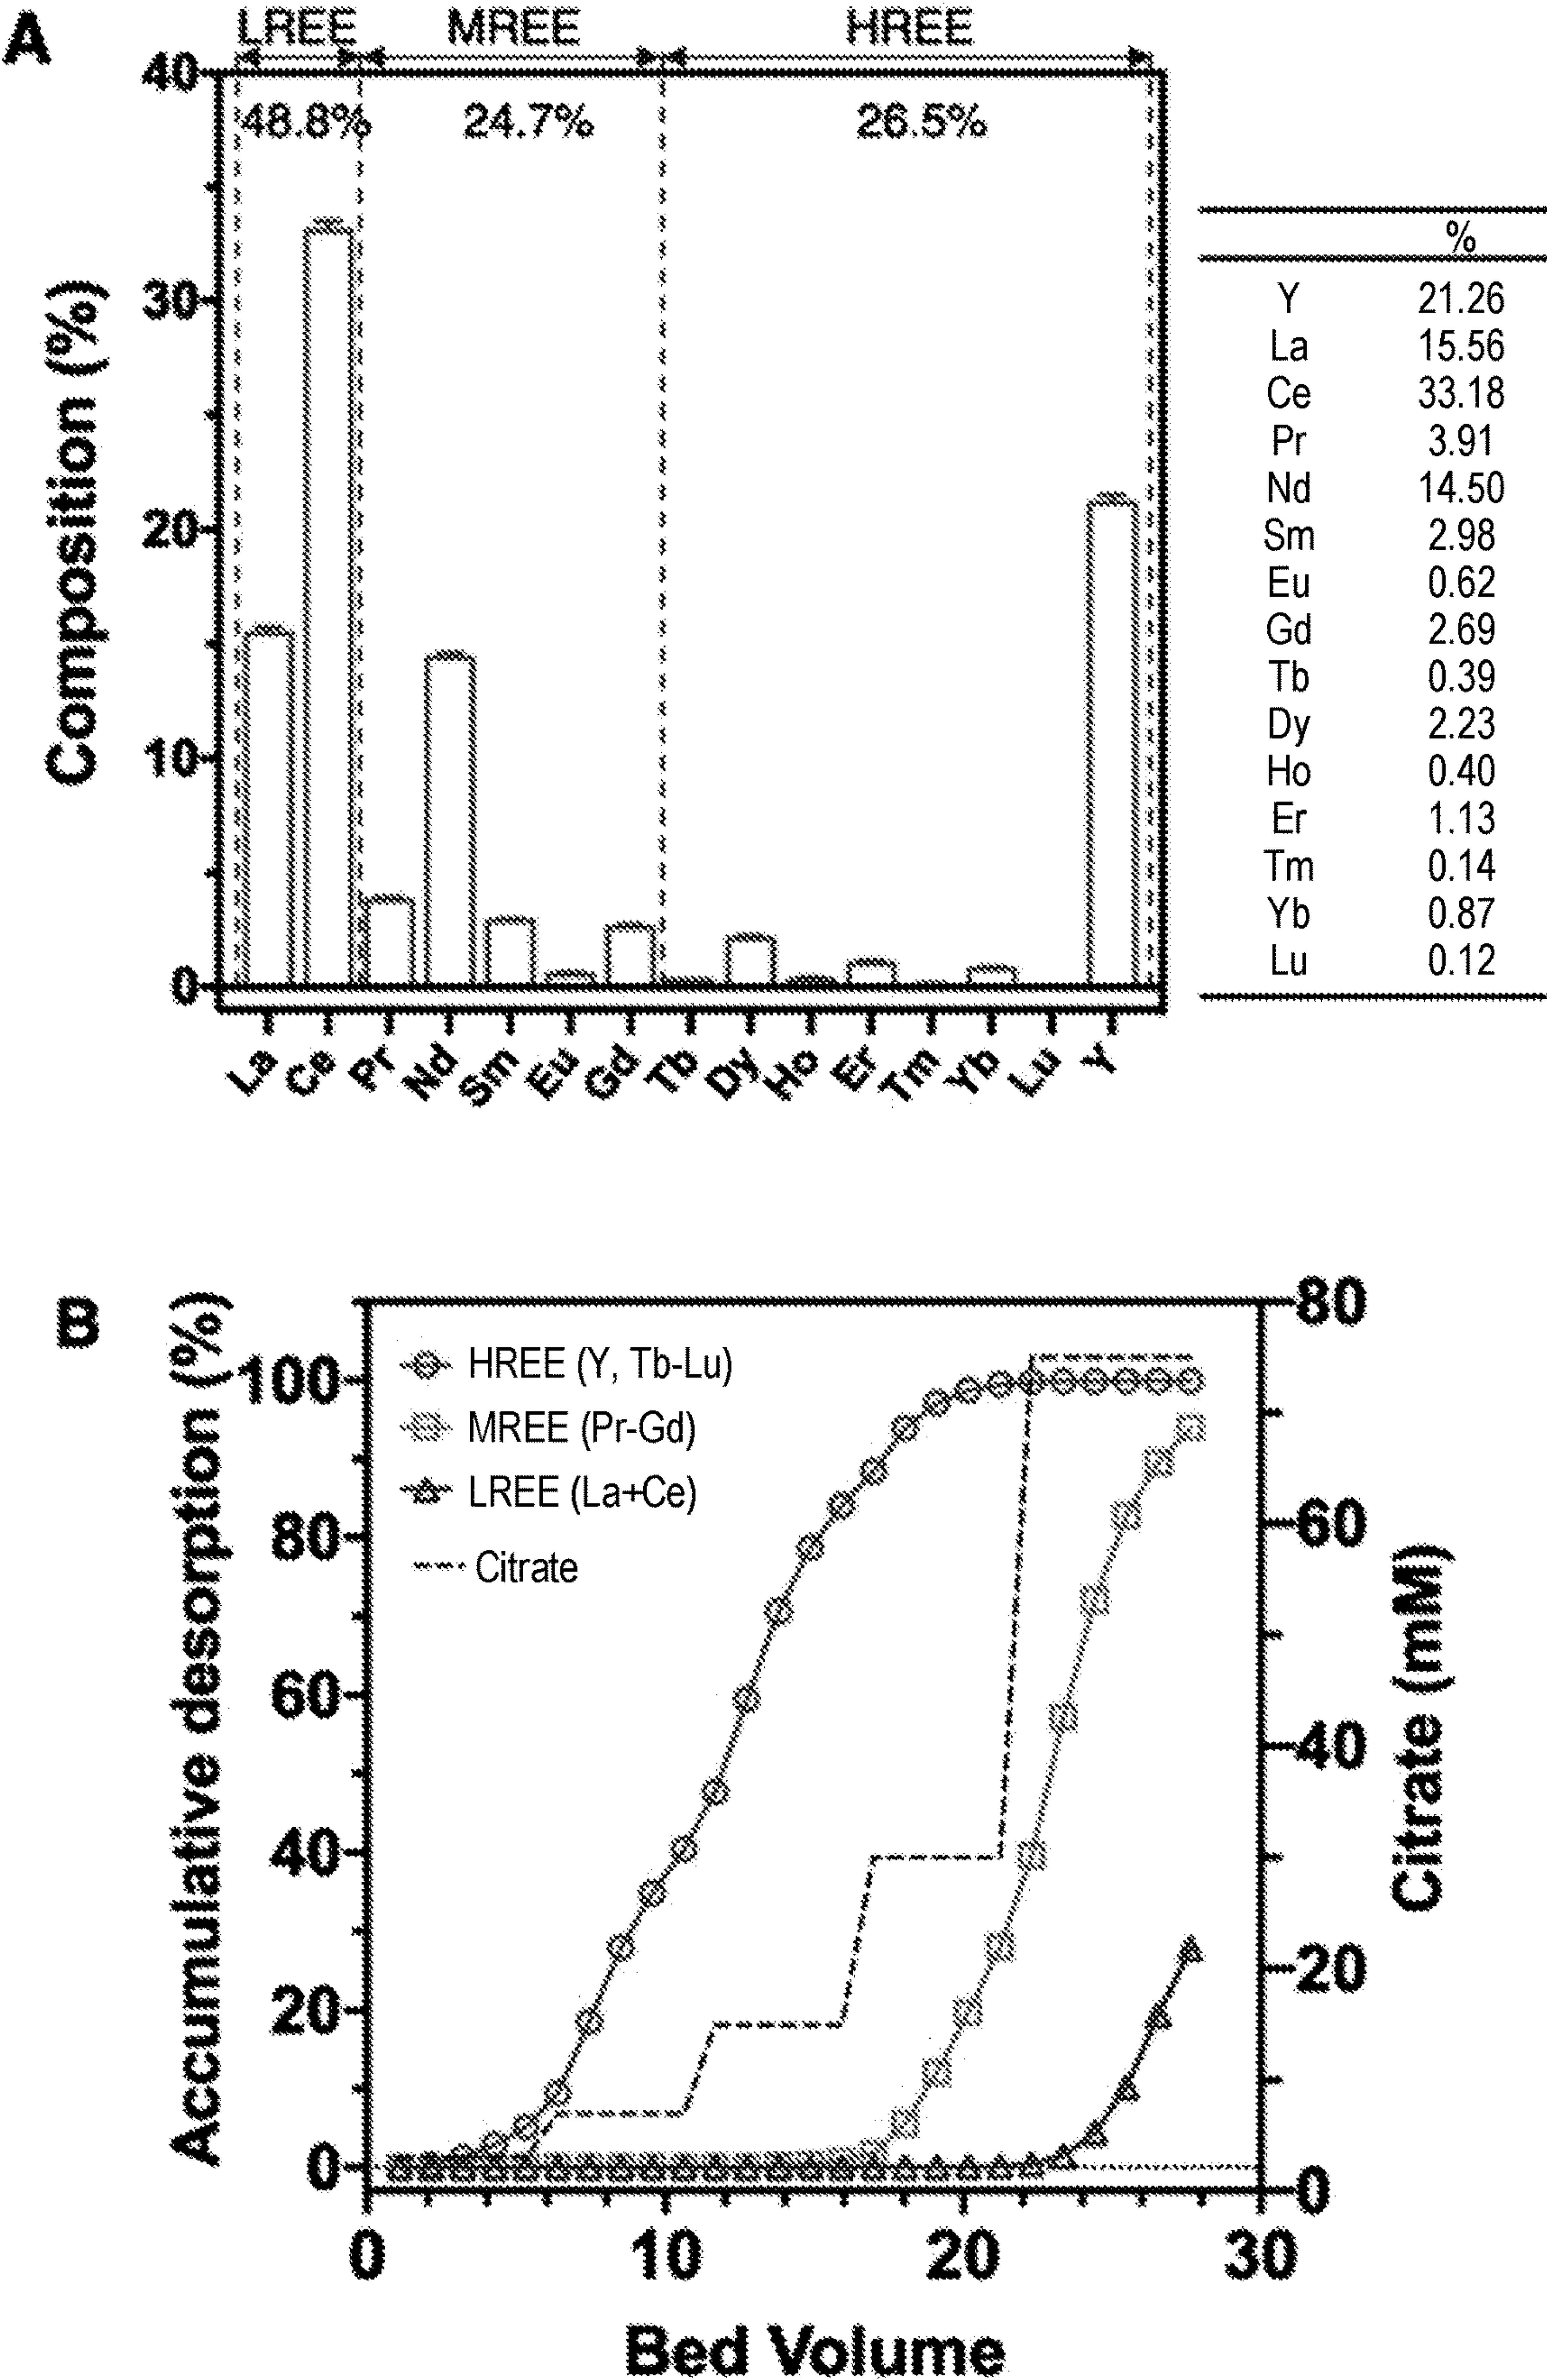 A
LREE MREE HREE
48.8% 24.7% 26.5%
Composition (%)
40
30
20
10
0
La Ce Pr Nd Sm Eu Gd Tb Dy Ho Er Tm Yb Lu Y
%
Y 21.26
La 15.56
Ce 33.18
Pr 3.91
Nd 14.50
Sm 2.98
Eu 0.62
Gd 2.69
Tb 0.39
Dy 2.23
Ho 0.40
Er 1.13
Tm 0.14
Yb 0.87
Lu 0.12
B
Accumulative desorption (%)
100
80
60
40
20
0
HREE (Y, Tb-Lu)
MREE (Pr-Gd)
LREE (La+Ce)
Citrate
80
60
40
20
0
Citrate (mM)
0 10 20 30
Bed Volume